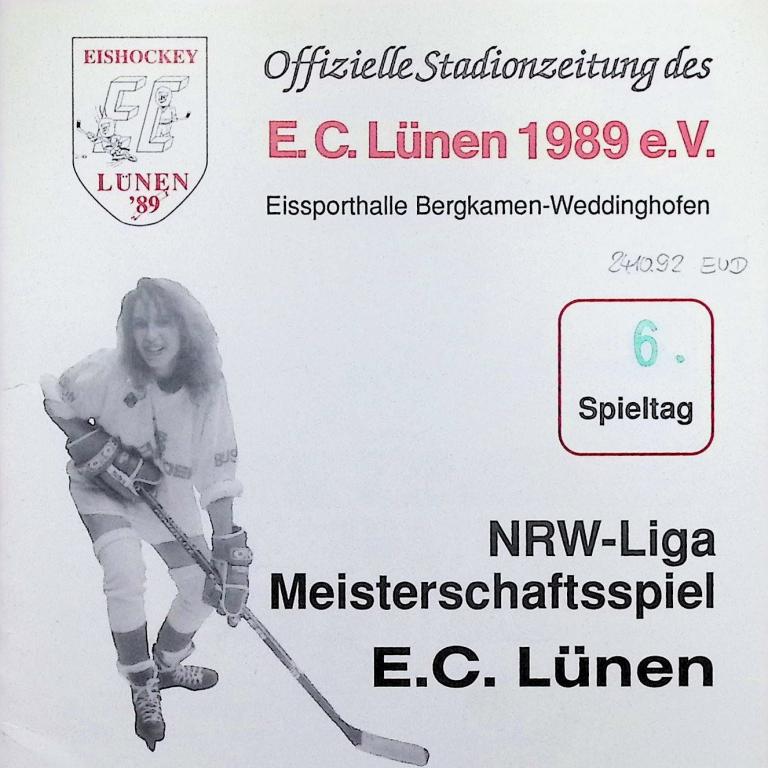 EISHOCKEY
EC
LÜNEN
'89
Offizielle Stadionzeitung des
E.C. Lünen 1989 e.V.
Eissporthalle Bergkamen-Weddinghofen
24.10.92 EUD
6.
Spieltag
NRW-Liga
Meisterschaftsspiel
E.C. Lünen